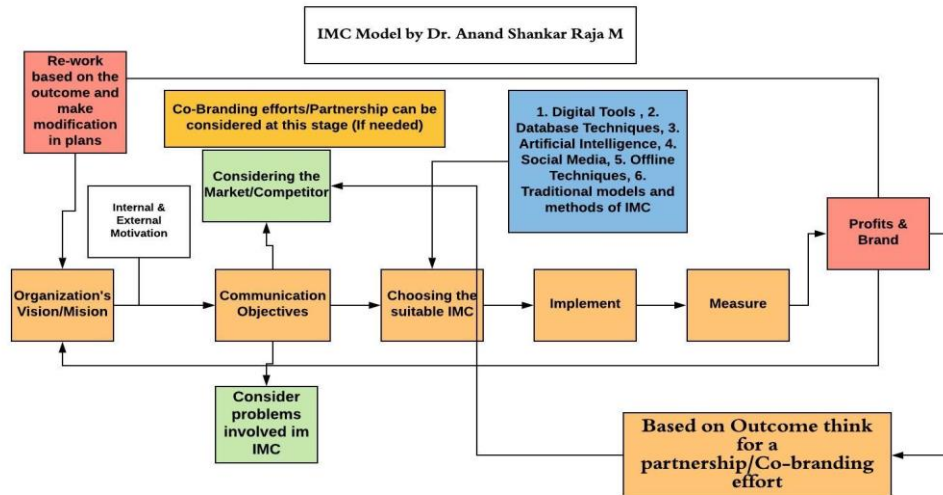 IMC Model by Dr. Anand Shankar Raja M
Re-work
based on the
outcome and
make
modification
in plans
Co-Branding efforts/Partnership can be
considered at this stage (If needed)
1. Digital Tools , 2.
Database Techniques, 3.
Artificial Intelligence, 4.
Social Media, 5. Offline
Techniques, 6.
Traditional models and
methods of IMC
Considering the
Market/Competitor
Internal &
External
Motivation
Profits &
Brand
Organization's
Vision/Mision
Communication
Objectives
Choosing the
suitable IMC
Implement
Measure
Consider
problems
involved im
IMC
Based on Outcome think
for a
partnership/Co-branding
effort